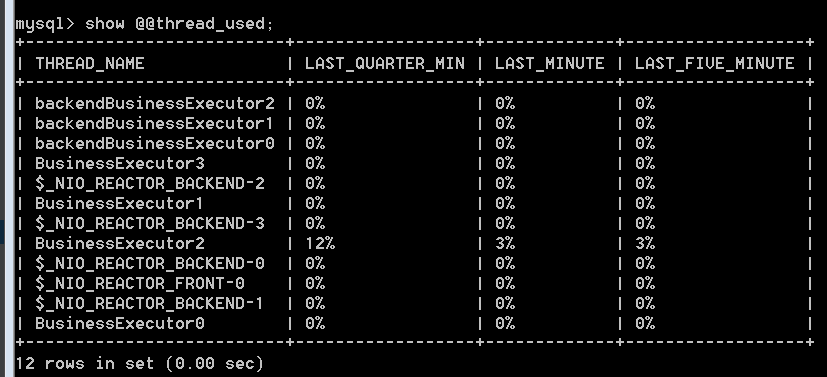 mysql> show @@thread_used;
+---------------------------+------------------+-------------+------------------+
| THREAD_NAME               | LAST_QUARTER_MIN | LAST_MINUTE | LAST_FIVE_MINUTE |
+---------------------------+------------------+-------------+------------------+
| backendBusinessExecutor2 | 0%               | 0%          | 0%               |
| backendBusinessExecutor1 | 0%               | 0%          | 0%               |
| backendBusinessExecutor0 | 0%               | 0%          | 0%               |
| BusinessExecutor3        | 0%               | 0%          | 0%               |
| $_NIO_REACTOR_BACKEND-2  | 0%               | 0%          | 0%               |
| BusinessExecutor1        | 0%               | 0%          | 0%               |
| $_NIO_REACTOR_BACKEND-3  | 0%               | 0%          | 0%               |
| BusinessExecutor2        | 12%              | 3%          | 3%               |
| $_NIO_REACTOR_BACKEND-0  | 0%               | 0%          | 0%               |
| $_NIO_REACTOR_FRONT-0    | 0%               | 0%          | 0%               |
| $_NIO_REACTOR_BACKEND-1  | 0%               | 0%          | 0%               |
| BusinessExecutor0        | 0%               | 0%          | 0%               |
+---------------------------+------------------+-------------+------------------+
12 rows in set (0.00 sec)